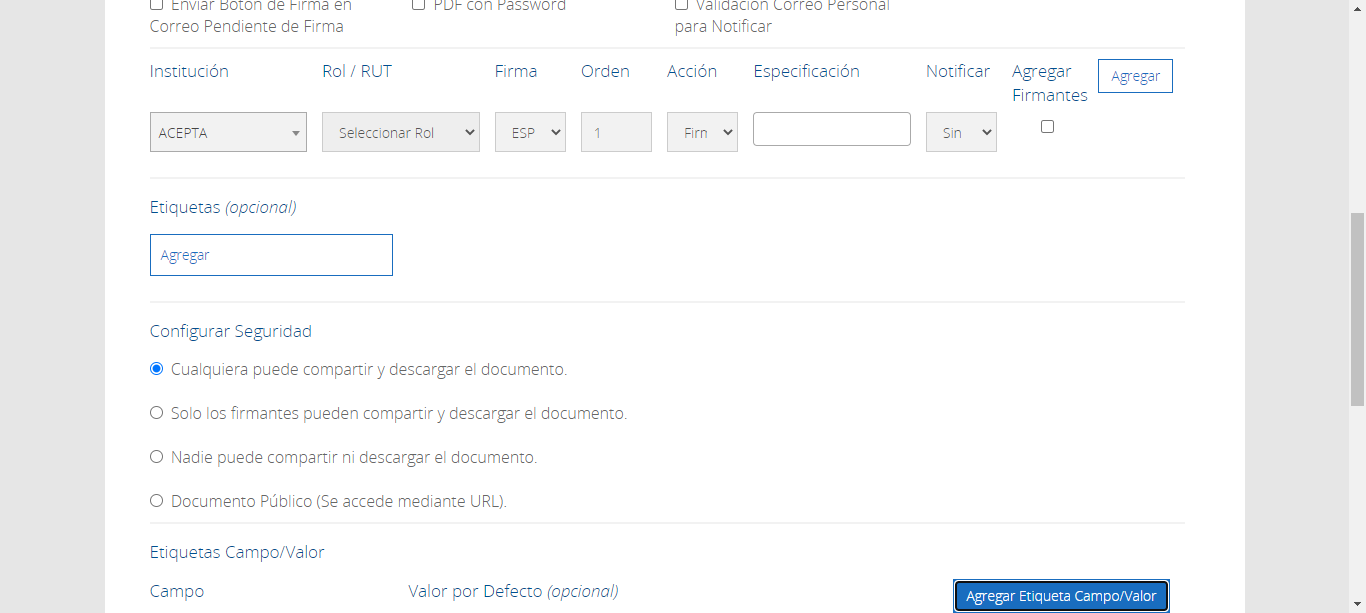 Enviar Botón de Firma en
Correo Pendiente de Firma
PDF con Password
Validación Correo Personal
para Notificar
Institución
Rol / RUT
Firma
Orden
Acción
Especificación
Notificar
Agregar
Firmantes
Agregar
ACEPTA
Seleccionar Rol
ESP
1
Firn
Sin
Etiquetas (opcional)
Agregar
Configurar Seguridad
Cualquiera puede compartir y descargar el documento.
Solo los firmantes pueden compartir y descargar el documento.
Nadie puede compartir ni descargar el documento.
Documento Público (Se accede mediante URL).
Etiquetas Campo/Valor
Campo
Valor por Defecto (opcional)
Agregar Etiqueta Campo/Valor